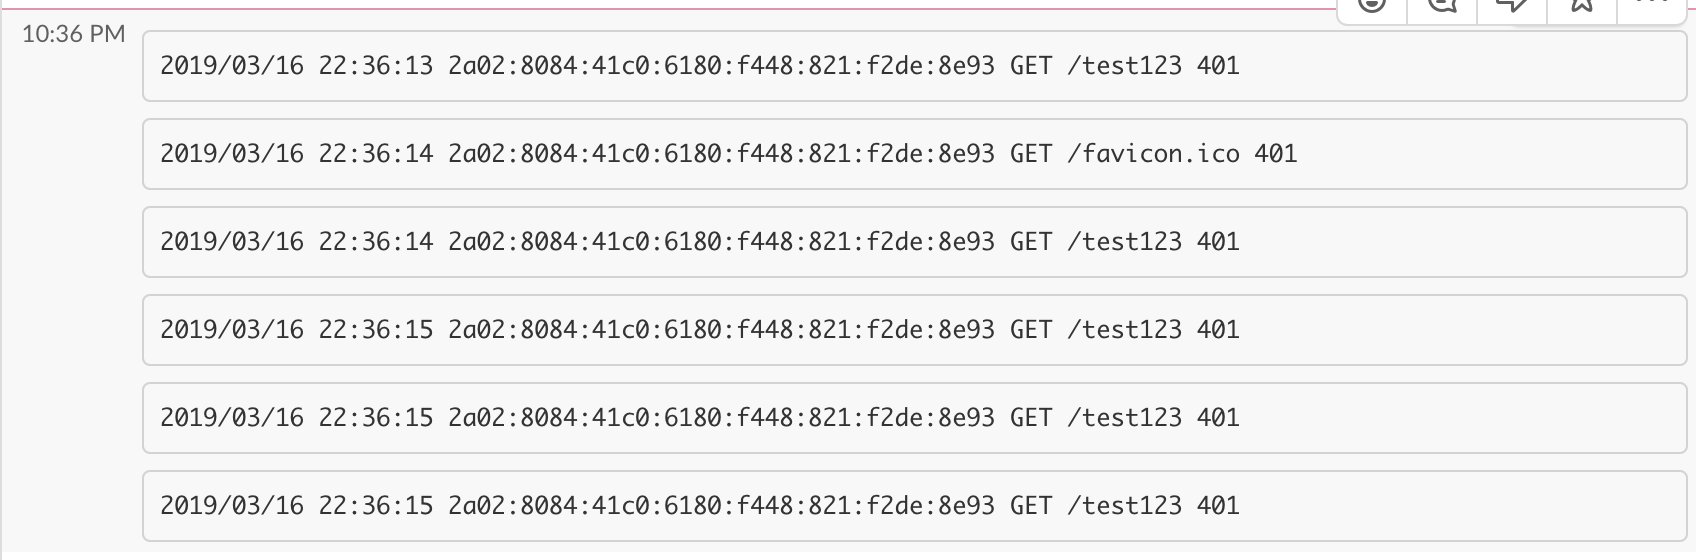 10:36 PM
2019/03/16 22:36:13 2a02:8084:41c0:6180:f448:821:f2de:8e93 GET /test123 401
2019/03/16 22:36:14 2a02:8084:41c0:6180:f448:821:f2de:8e93 GET /favicon.ico 401
2019/03/16 22:36:14 2a02:8084:41c0:6180:f448:821:f2de:8e93 GET /test123 401
2019/03/16 22:36:15 2a02:8084:41c0:6180:f448:821:f2de:8e93 GET /test123 401
2019/03/16 22:36:15 2a02:8084:41c0:6180:f448:821:f2de:8e93 GET /test123 401
2019/03/16 22:36:15 2a02:8084:41c0:6180:f448:821:f2de:8e93 GET /test123 401